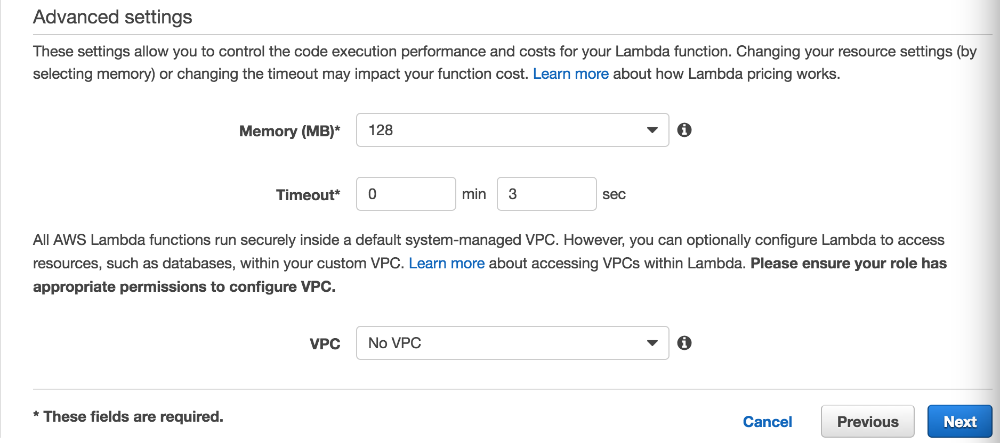 Advanced settings
These settings allow you to control the code execution performance and costs for your Lambda function. Changing your resource settings (by
selecting memory) or changing the timeout may impact your function cost. Learn more about how Lambda pricing works.
Memory (MB)* 128
Timeout* 0 min 3 sec
All AWS Lambda functions run securely inside a default system-managed VPC. However, you can optionally configure Lambda to access
resources, such as databases, within your custom VPC. Learn more about accessing VPCs within Lambda. Please ensure your role has
appropriate permissions to configure VPC.
VPC No VPC
* These fields are required.
Cancel Previous Next